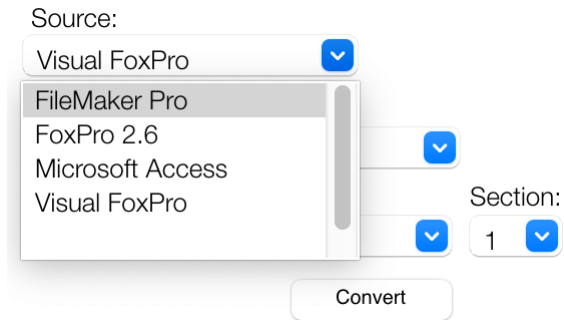 Source:
Visual FoxPro
FileMaker Pro
FoxPro 2.6
Microsoft Access
Visual FoxPro
Section:
1
Convert